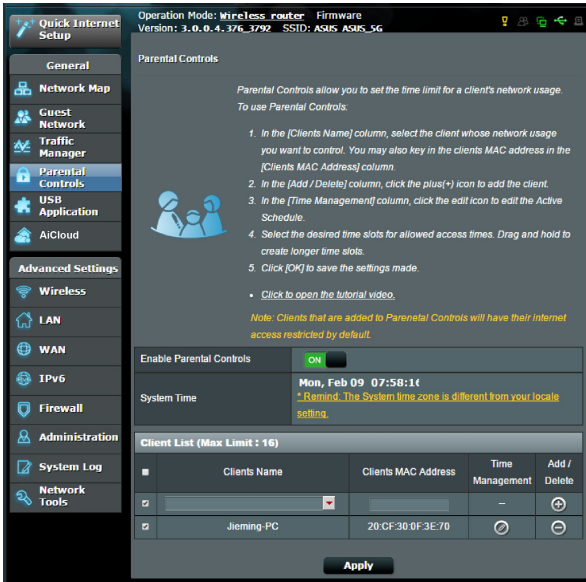 Quick Internet Setup
Operation Mode: Wireless router Firmware
Version: 3.0.0.4.376_3792 SSID: ASUS ASUS_5G
General
Network Map
Guest Network
Traffic Manager
Parental Controls
USB Application
AiCloud
Advanced Settings
Wireless
LAN
WAN
IPv6
Firewall
Administration
System Log
Network Tools
Parental Controls
Parental Controls allow you to set the time limit for a client's network usage.
To use Parental Controls:
1. In the [Clients Name] column, select the client whose network usage
you want to control. You may also key in the clients MAC address in the
[Clients MAC Address] column.
2. In the [Add / Delete] column, click the plus(+) icon to add the client.
3. In the [Time Management] column, click the edit icon to edit the Active
Schedule.
4. Select the desired time slots for allowed access times. Drag and hold to
create longer time slots.
5. Click [OK] to save the settings made.
• Click to open the tutorial video.
Note: Clients that are added to Parenetal Controls will have their internet
access restricted by default.
Enable Parental Controls ON
System Time
Mon, Feb 09 07:58:16
* Remind: The System time zone is different from your locale
setting.
Client List (Max Limit : 16)
Clients Name Clients MAC Address Time Management Add / Delete
--
Jieming-PC 20:CF:30:0F:3E:70
Apply